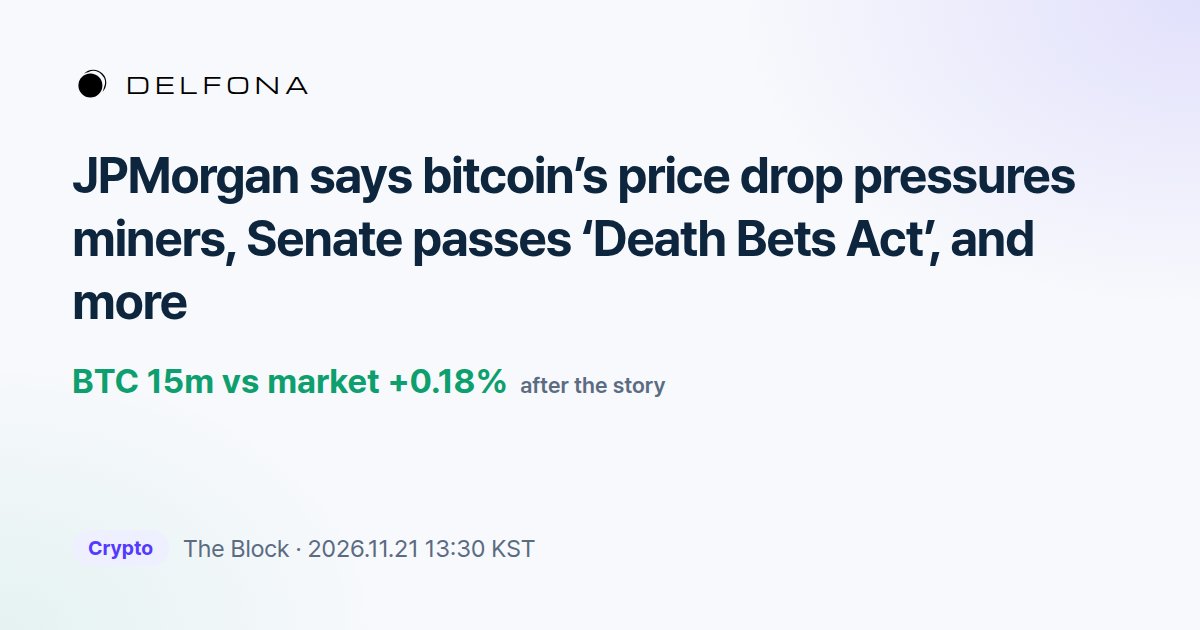 DELFONA
JPMorgan says bitcoin’s price drop pressures
miners, Senate passes ‘Death Bets Act’, and
more
BTC 15m vs market +0.18% after the story
Crypto The Block · 2026.11.21 13:30 KST